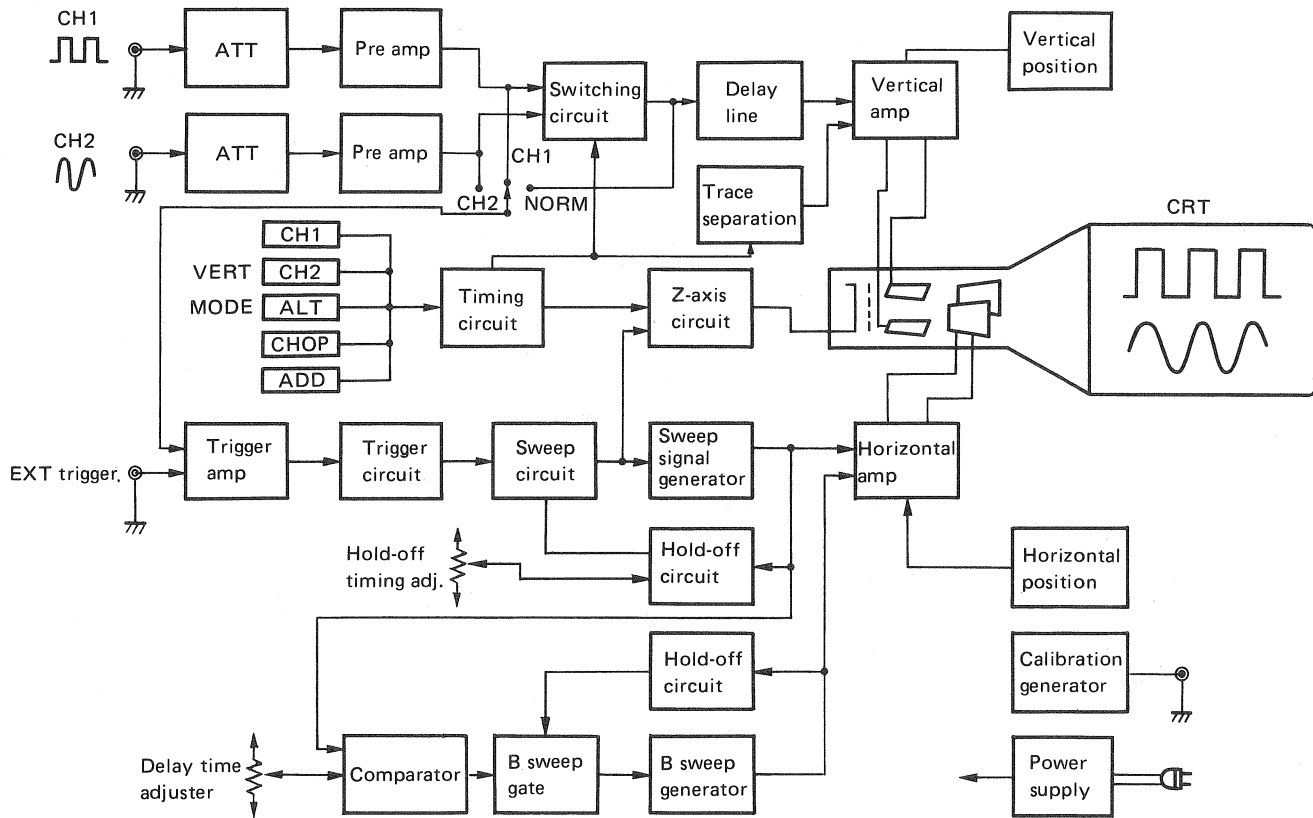 CH1
ATT
Pre amp
Switching
circuit
Delay
line
Vertical
amp
Vertical
position
CH2
ATT
Pre amp
CH1
CH2
NORM
Trace
separation
CRT
VERT
MODE
CH1
CH2
ALT
CHOP
ADD
Timing
circuit
Z-axis
circuit
EXT trigger.
Trigger
amp
Trigger
circuit
Sweep
circuit
Sweep
signal
generator
Horizontal
amp
Hold-off
timing adj.
Hold-off
circuit
Horizontal
position
Hold-off
circuit
Calibration
generator
Delay time
adjuster
Comparator
B sweep
gate
B sweep
generator
Power
supply